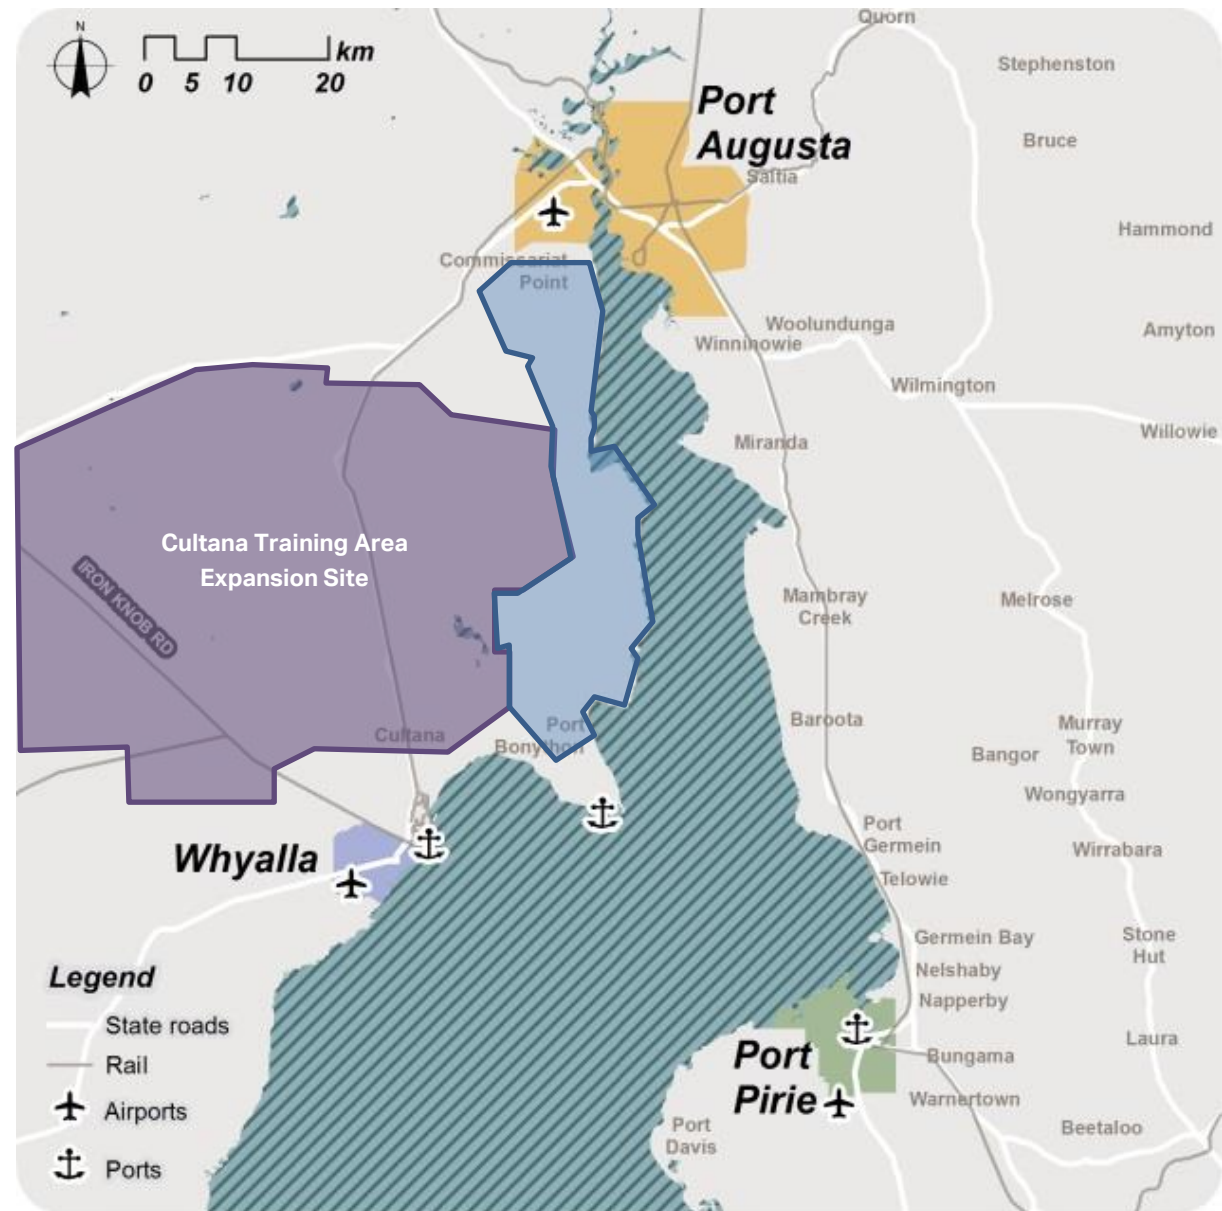 N
km
0 5 10 20
Quorn
Stephenston
Port
Augusta
Bruce
Saltia
Hammond
Commissariat
Point
Woolundunga
Winninowie
Amyton
Wilmington
Willowie
Miranda
Cultana Training Area
Expansion Site
IRON KNOB RD
Mambray
Creek
Melrose
Baroota
Murray
Town
Bangor
Cultana
Port
Bonython
Wongyarra
Port
Germein
Wirrabara
Whyalla
Telowie
Germein Bay
Stone
Hut
Nelshaby
Napperby
Legend
State roads
Rail
Airports
Ports
Laura
Port
Pirie
Bungama
Warnertown
Beetaloo
Port
Davis